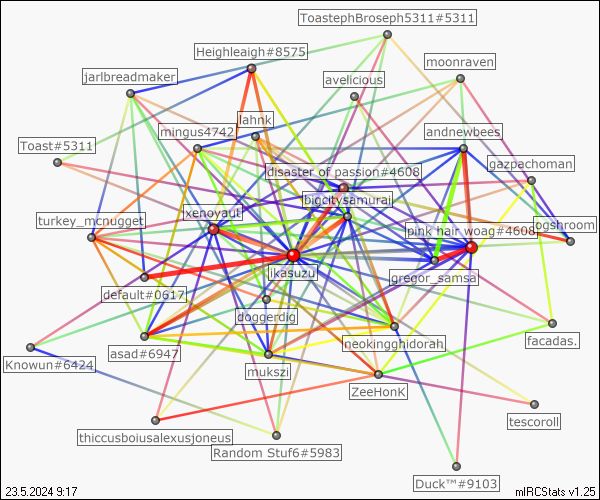 ToastephBroseph5311#5311
Heighleaigh#8575
moonraven
jarlbreadmaker
avelicious
lahnk
mingus4742
andnewbees
Toast#5311
gazpachoman
disaster of passion#4608
bigcitysamurai
xenoyaut
turkey_mcnugget
ogshroom
pink hair woag#4608
ikasuzu
gregor_samsa
default#0617
doggerdig
asad#6947
neokingghidorah
facadas.
Knowun#6424
mukszi
ZeeHonK
tescoroll
thiccusboiusalexusjoneus
Random Stuf6#5983
Duck™#9103
23.5.2024 9:17
mIRCStats v1.25